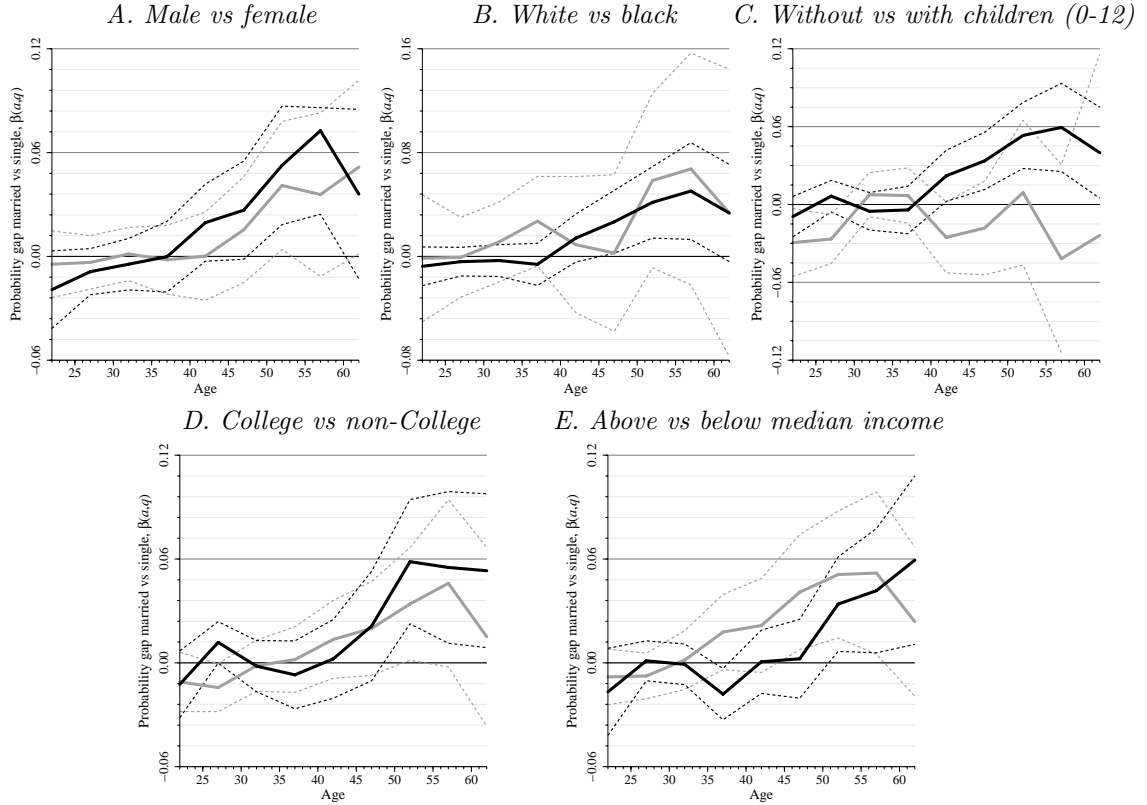 A. Male vs female
Probability gap married vs single, β(a,q)
0.12
0.06
0.00
−0.06
25 30 35 40 45 50 55 60
Age
B. White vs black
Probability gap married vs single, β(a,q)
0.16
0.08
0.00
−0.08
25 30 35 40 45 50 55 60
Age
C. Without vs with children (0-12)
Probability gap married vs single, β(a,q)
0.12
0.06
0.00
−0.06
−0.12
25 30 35 40 45 50 55 60
Age
D. College vs non-College
Probability gap married vs single, β(a,q)
0.12
0.06
0.00
−0.06
25 30 35 40 45 50 55 60
Age
E. Above vs below median income
Probability gap married vs single, β(a,q)
0.12
0.06
0.00
−0.06
25 30 35 40 45 50 55 60
Age